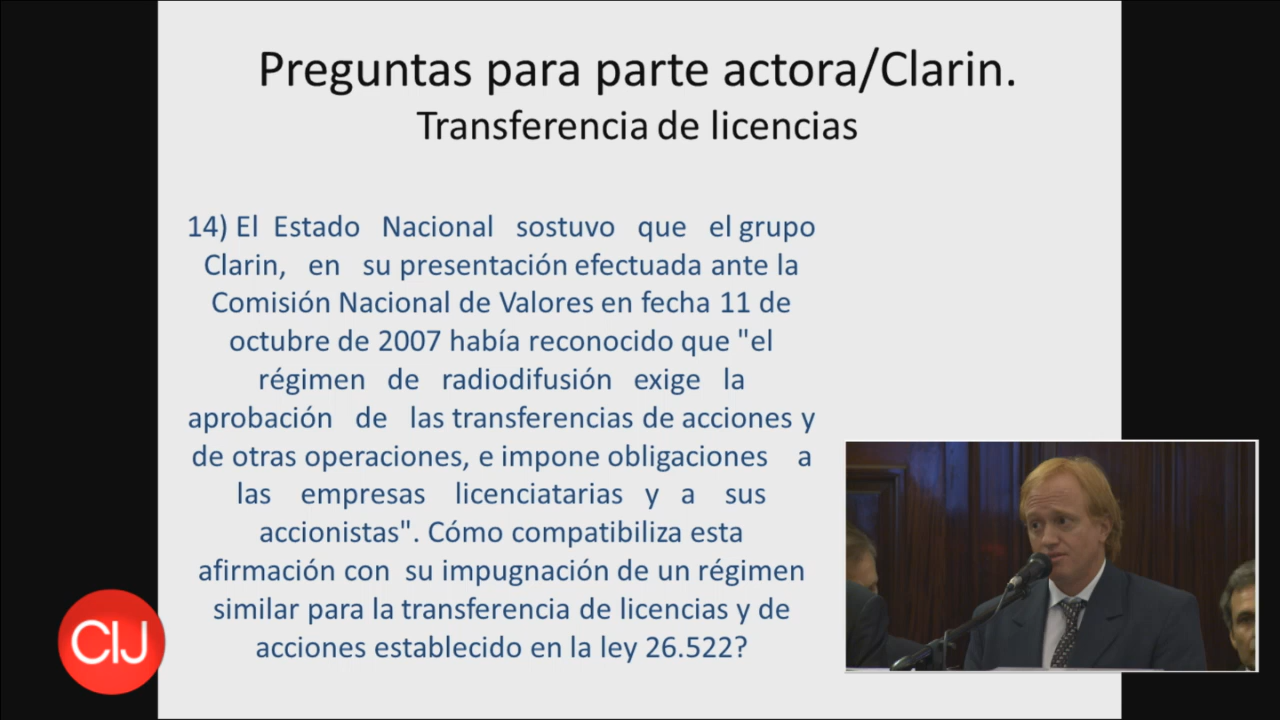 Preguntas para parte actora/Clarin.
Transferencia de licencias
14) El Estado Nacional sostuvo que el grupo
Clarin, en su presentación efectuada ante la
Comisión Nacional de Valores en fecha 11 de
octubre de 2007 había reconocido que "el
régimen de radiodifusión exige la
aprobación de las transferencias de acciones y
de otras operaciones, e impone obligaciones a
las empresas licenciatarias y a sus
accionistas". Cómo compatibiliza esta
afirmación con su impugnación de un régimen
similar para la transferencia de licencias y de
acciones establecido en la ley 26.522?
CIJ